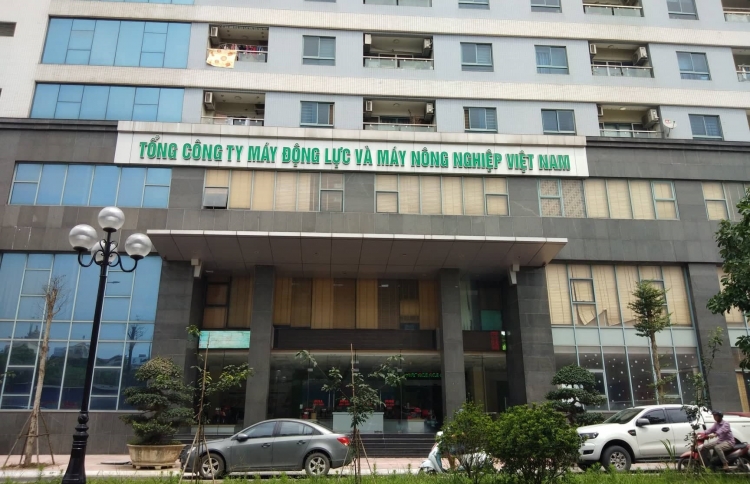 TỔNG CÔNG TY MÁY ĐỘNG LỰC VÀ MÁY NÔNG NGHIỆP VIỆT NAM